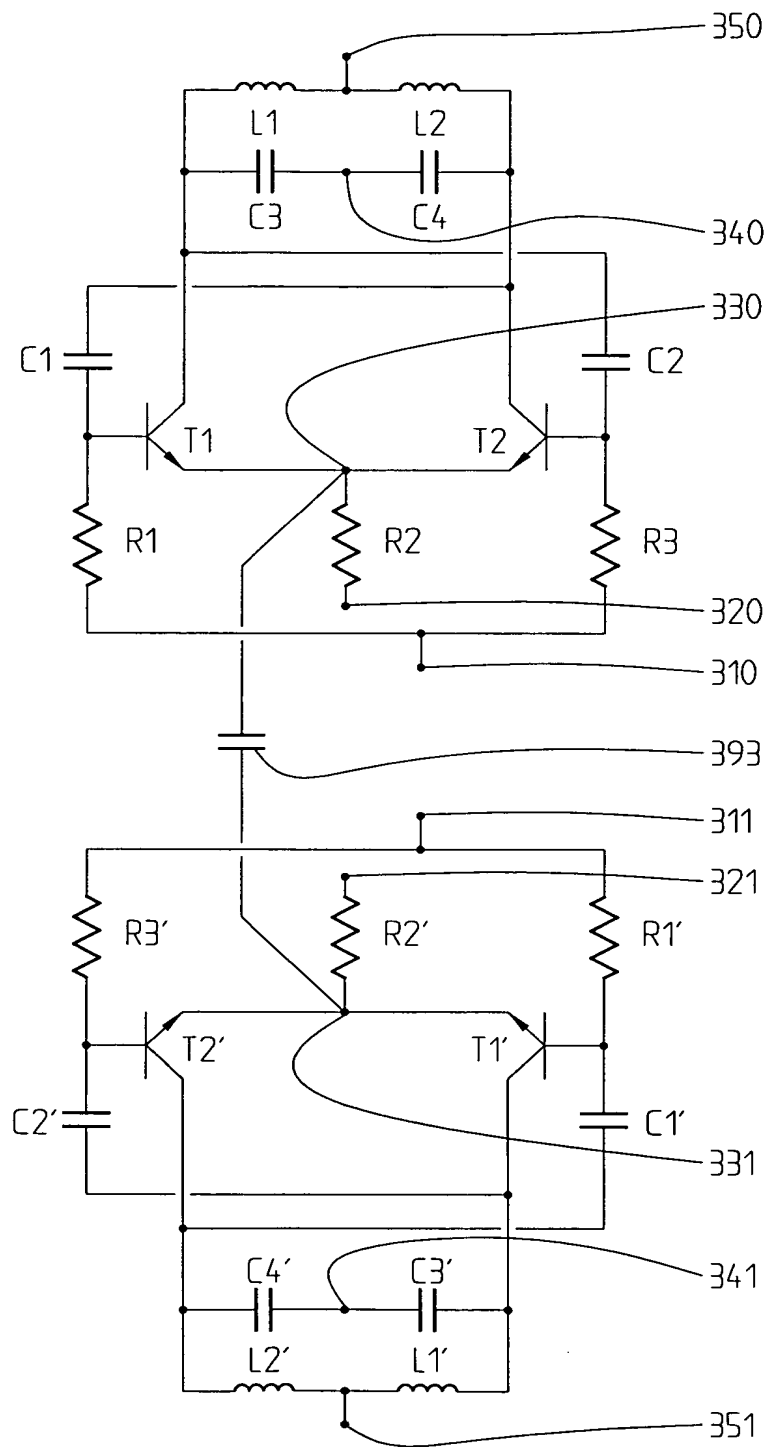 350
L1 L2
C3 C4
340
330
C1 C2
T1 T2
R1 R2 R3
320
310
393
311
321
R3′ R2′ R1′
T2′ T1′
C2′ C1′
331
C4′ C3′
341
L2′ L1′
351